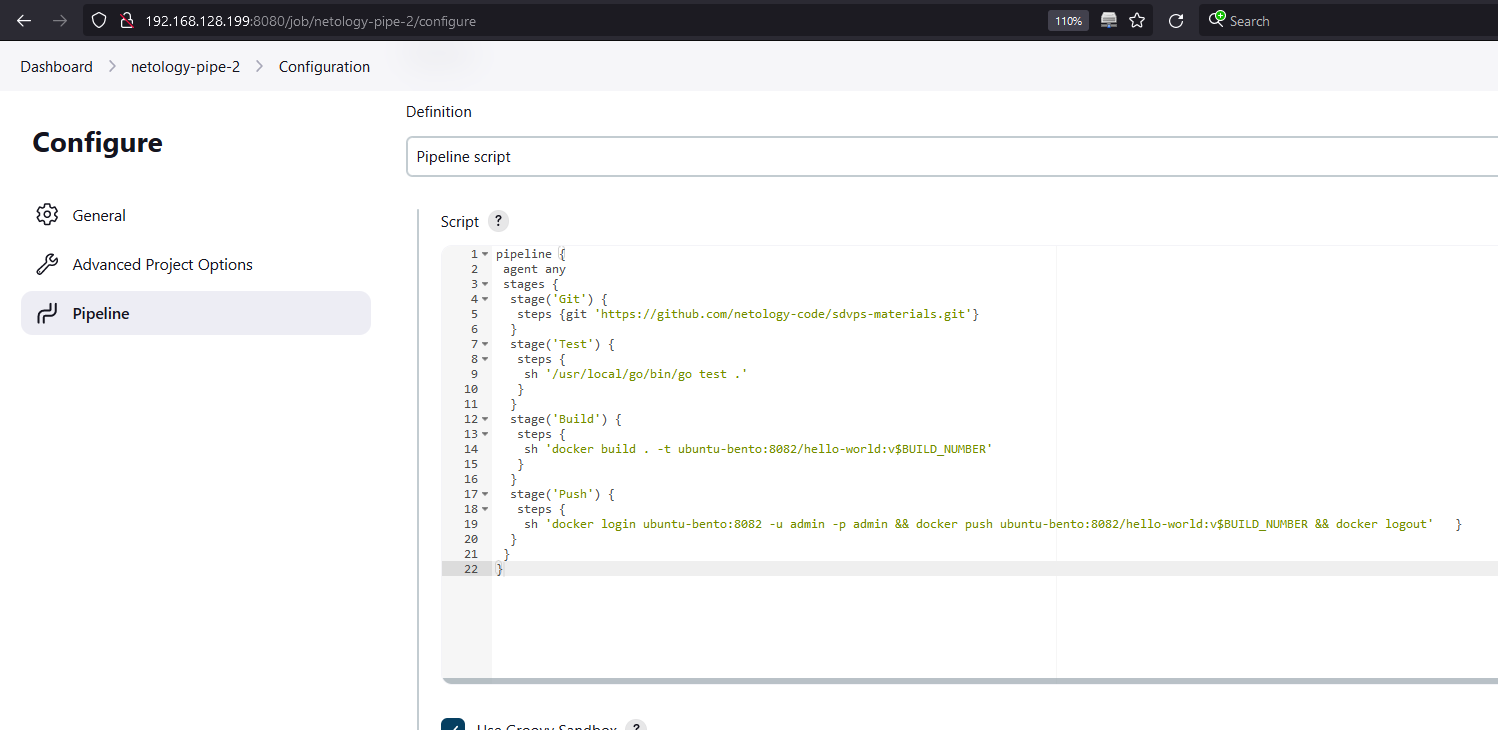 192.168.128.199:8080/job/netology-pipe-2/configure
110%
Search
Dashboard > netology-pipe-2 > Configuration
Configure
General
Advanced Project Options
Pipeline
Definition
Pipeline script
Script ?
1 pipeline {
2 agent any
3 stages {
4 stage('Git') {
5 steps {git 'https://github.com/netology-code/sdvps-materials.git'}
6 }
7 stage('Test') {
8 steps {
9 sh '/usr/local/go/bin/go test .'
10 }
11 }
12 stage('Build') {
13 steps {
14 sh 'docker build . -t ubuntu-bento:8082/hello-world:v$BUILD_NUMBER'
15 }
16 }
17 stage('Push') {
18 steps {
19 sh 'docker login ubuntu-bento:8082 -u admin -p admin && docker push ubuntu-bento:8082/hello-world:v$BUILD_NUMBER && docker logout' }
20 }
21 }
22 }
Use Groovy Sandbox ?